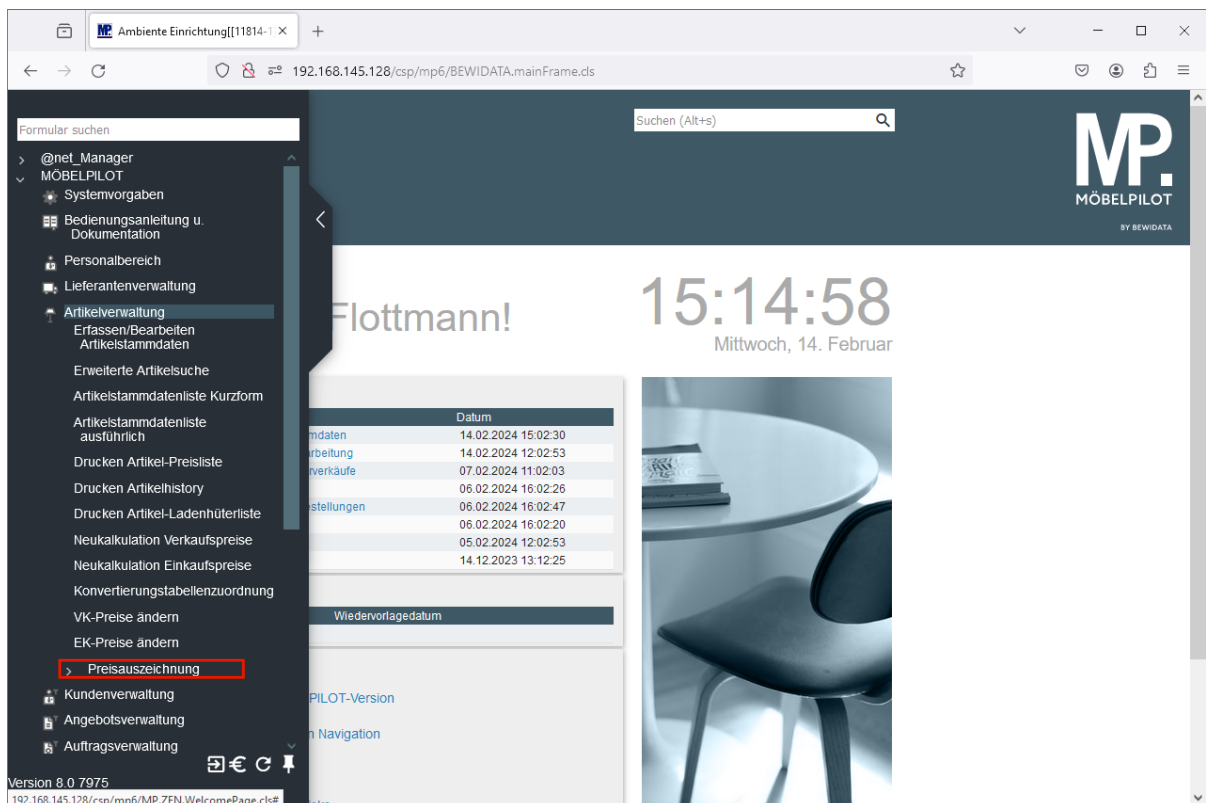 Ambiente Einrichtung[[11814-1
192.168.145.128/csp/mp6/BEWIDATA.mainFrame.cls
Formular suchen
@net_Manager
MÖBELPILOT
Systemvorgaben
Bedienungsanleitung u.
Dokumentation
Personalbereich
Lieferantenverwaltung
Artikelverwaltung
Erfassen/Bearbeiten
Artikelstammdaten
Erweiterte Artikelsuche
Artikelstammdatenliste Kurzform
Artikelstammdatenliste
ausführlich
Drucken Artikel-Preisliste
Drucken Artikelhistory
Drucken Artikel-Ladenhüterliste
Neukalkulation Verkaufspreise
Neukalkulation Einkaufspreise
Konvertierungstabellenzuordnung
VK-Preise ändern
EK-Preise ändern
Preisauszeichnung
Kundenverwaltung
Angebotsverwaltung
Auftragsverwaltung
Version 8.0 7975
192.168.145.128/csp/mp6/MP.ZEN.WelcomePage.cls#
Suchen (Alt+s)
MP.
MÖBELPILOT
BY BEWIDATA
Flottmann!
15:14:58
Mittwoch, 14. Februar
Datum
mdaten 14.02.2024 15:02:30
arbeitung 14.02.2024 12:02:53
rverkäufe 07.02.2024 11:02:03
06.02.2024 16:02:26
estellungen 06.02.2024 16:02:47
06.02.2024 16:02:20
05.02.2024 12:02:53
14.12.2023 13:12:25
Wiedervorlagedatum
PILOT-Version
n Navigation